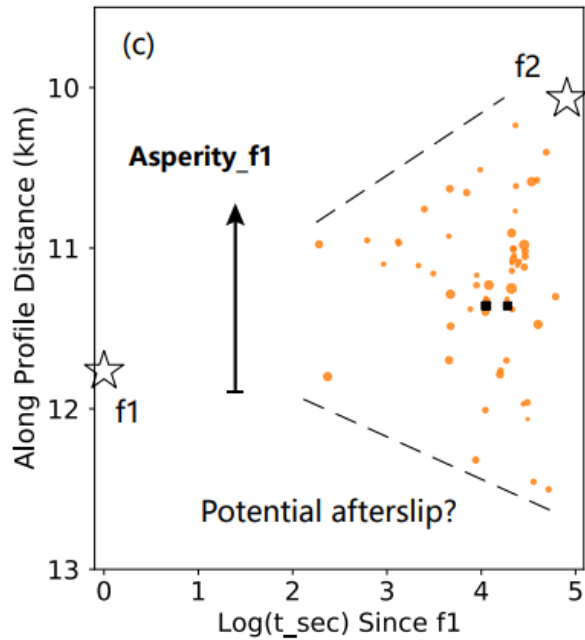 (c)
f2
Asperity_f1
f1
Potential afterslip?
Along Profile Distance (km)
10
11
12
13
0 1 2 3 4 5
Log(t_sec) Since f1